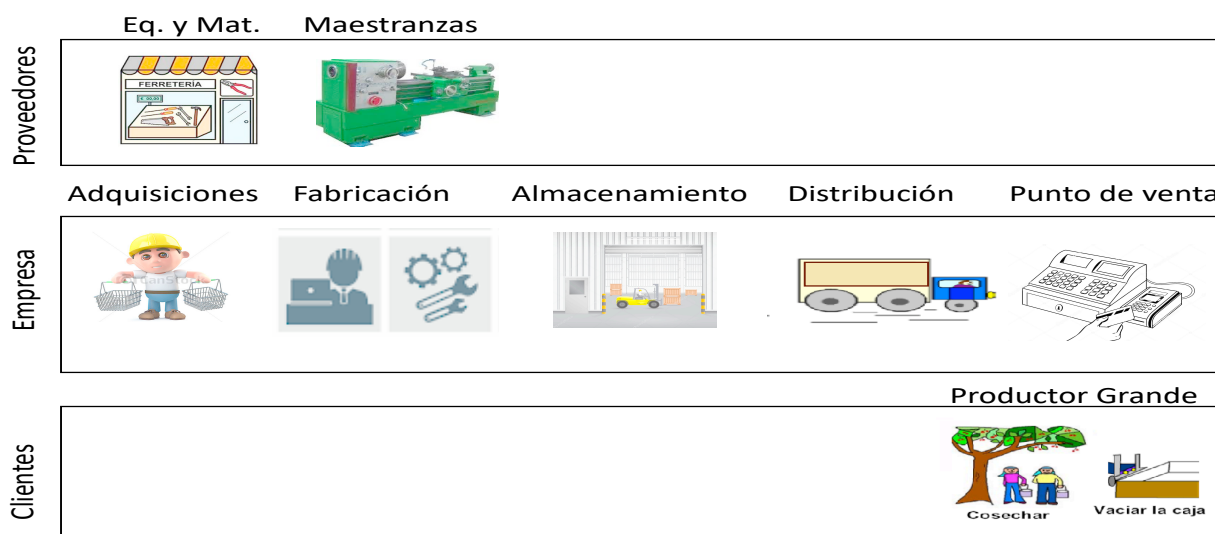 Eq. y Mat. Maestranzas
Proveedores
FERRETERÍA
Adquisiciones Fabricación Almacenamiento Distribución Punto de venta
Empresa
Productor Grande
Clientes
Cosechar Vaciar la caja